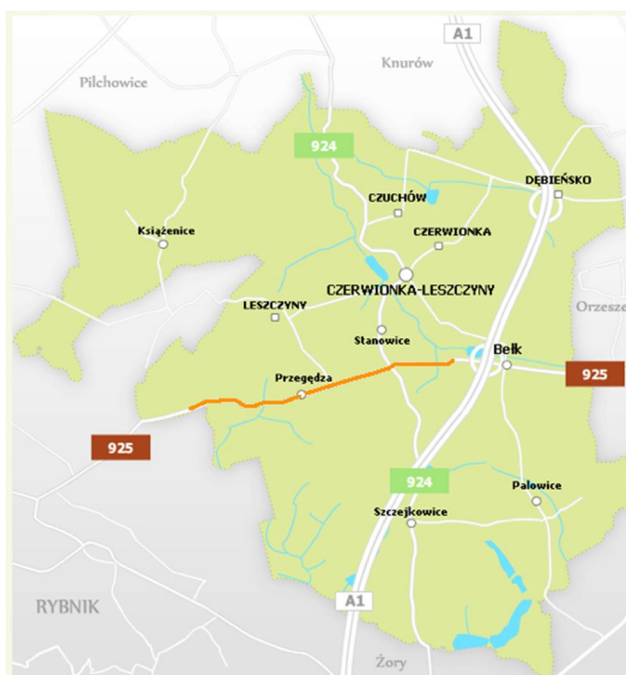 A1
Knurów
Pilchowice
924
DĘBIEŃSKO
CZUCHÓW
Książenice
CZERWIONKA
CZERWIONKA-LESZCZYNY
LESZCZYNY
Orzesze
Stanowice
Bełk
925
Przegędza
925
924
Palowice
Szczejkowice
A1
RYBNIK
Żory